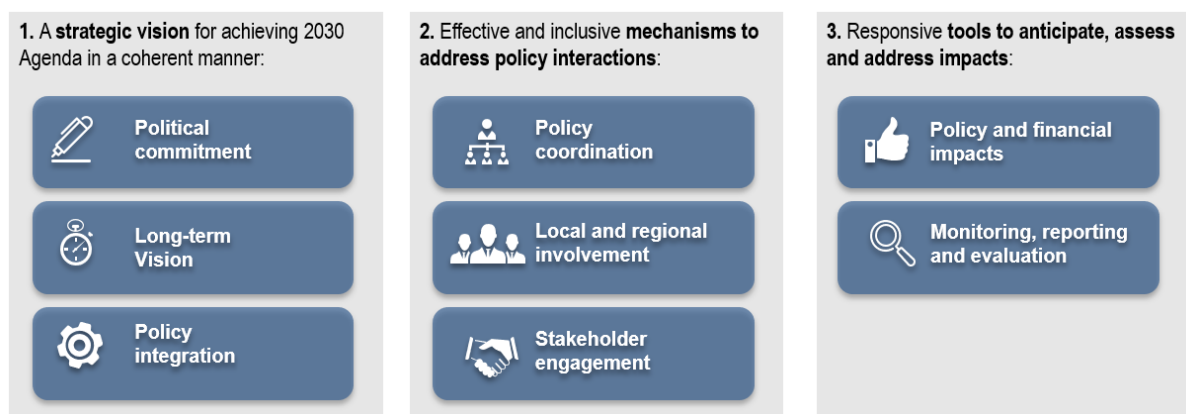 1. A strategic vision for achieving 2030
Agenda in a coherent manner:
Political
commitment
Long-term
Vision
Policy
integration
2. Effective and inclusive mechanisms to
address policy interactions:
Policy
coordination
Local and regional
involvement
Stakeholder
engagement
3. Responsive tools to anticipate, assess
and address impacts:
Policy and financial
impacts
Monitoring, reporting
and evaluation